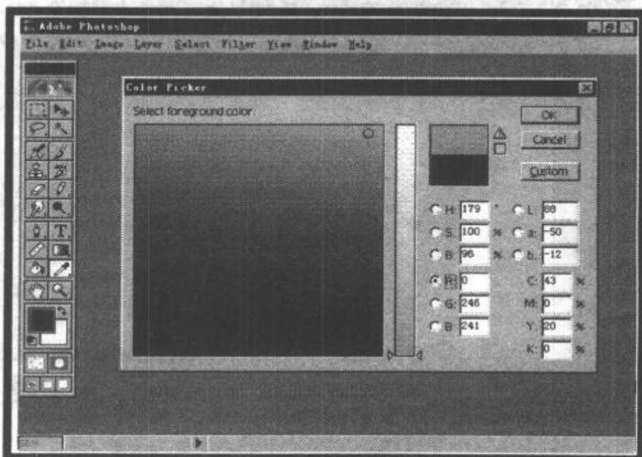 Adobe Photoshop
File Edit Image Layer Select Filter View Window Help
Color Picker
Select foreground color:
OK
Cancel
Custom
H: 179 °
S: 100 %
B: 96 %
R: 0
G: 246
B: 241
L: 88
a: -50
b: -12
C: 43 %
M: 0 %
Y: 20 %
K: 0 %
T